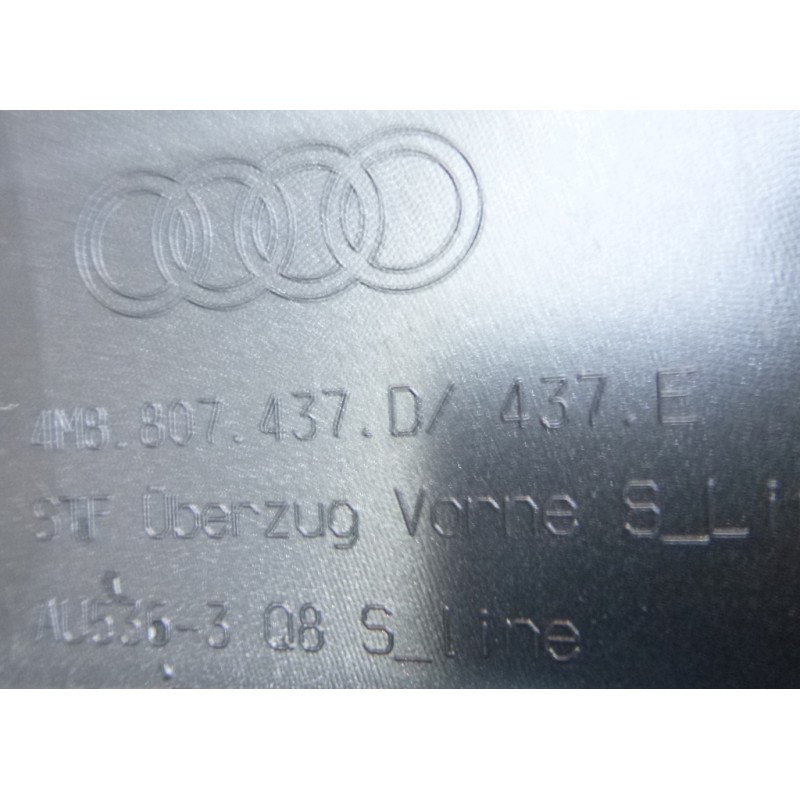 4M8.807.437.D/ 437.E
STF Überzug Vorne S_Li
AU536-3 Q8 S_line